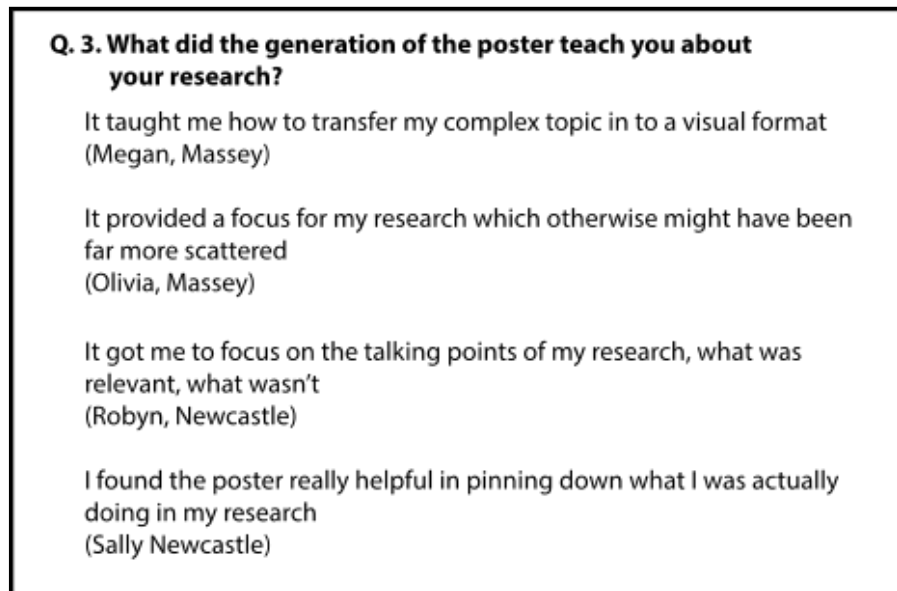 Q. 3. What did the generation of the poster teach you about
your research?
It taught me how to transfer my complex topic in to a visual format
(Megan, Massey)
It provided a focus for my research which otherwise might have been
far more scattered
(Olivia, Massey)
It got me to focus on the talking points of my research, what was
relevant, what wasn’t
(Robyn, Newcastle)
I found the poster really helpful in pinning down what I was actually
doing in my research
(Sally Newcastle)